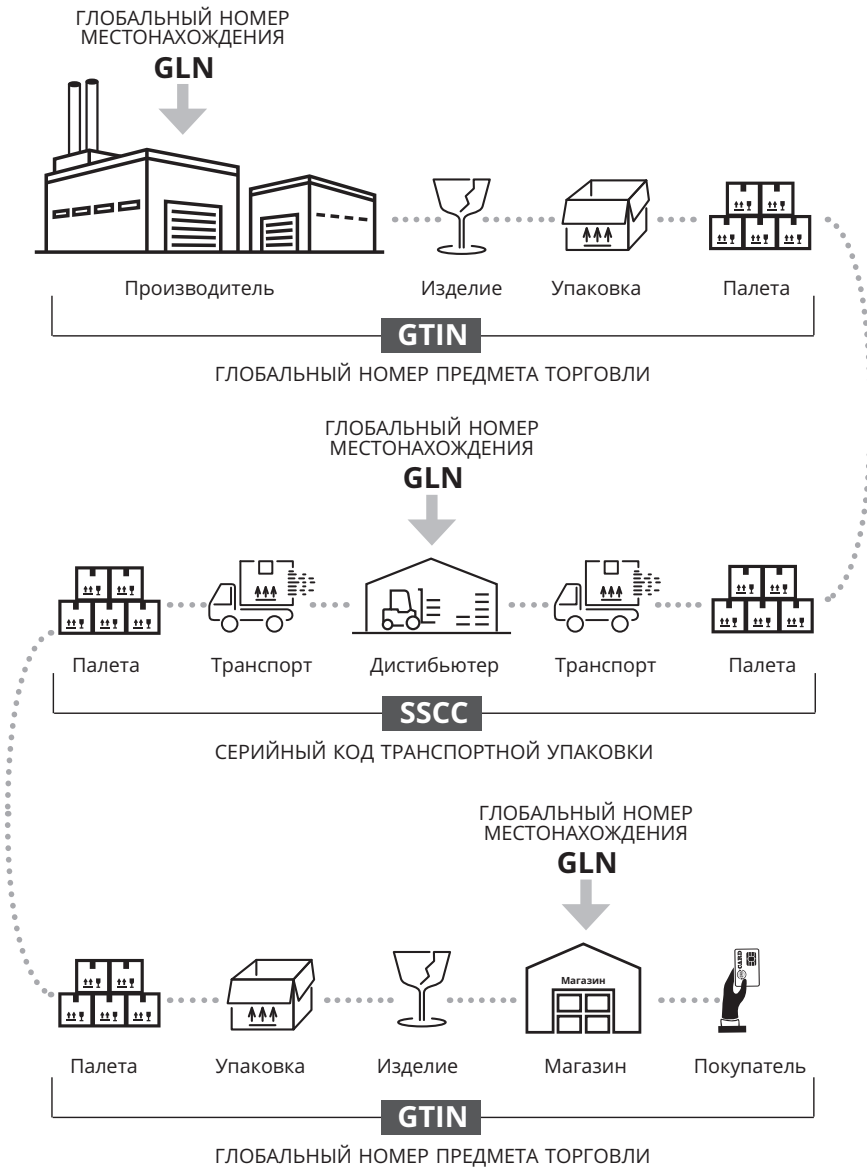 ГЛОБАЛЬНЫЙ НОМЕР
МЕСТОНАХОЖДЕНИЯ
GLN
Производитель
Изделие
Упаковка
Палета
GTIN
ГЛОБАЛЬНЫЙ НОМЕР ПРЕДМЕТА ТОРГОВЛИ
ГЛОБАЛЬНЫЙ НОМЕР
МЕСТОНАХОЖДЕНИЯ
GLN
Палета
Транспорт
Дистибьютер
Транспорт
Палета
SSCC
СЕРИЙНЫЙ КОД ТРАНСПОРТНОЙ УПАКОВКИ
ГЛОБАЛЬНЫЙ НОМЕР
МЕСТОНАХОЖДЕНИЯ
GLN
Магазин
CARD
Палета
Упаковка
Изделие
Магазин
Покупатель
GTIN
ГЛОБАЛЬНЫЙ НОМЕР ПРЕДМЕТА ТОРГОВЛИ